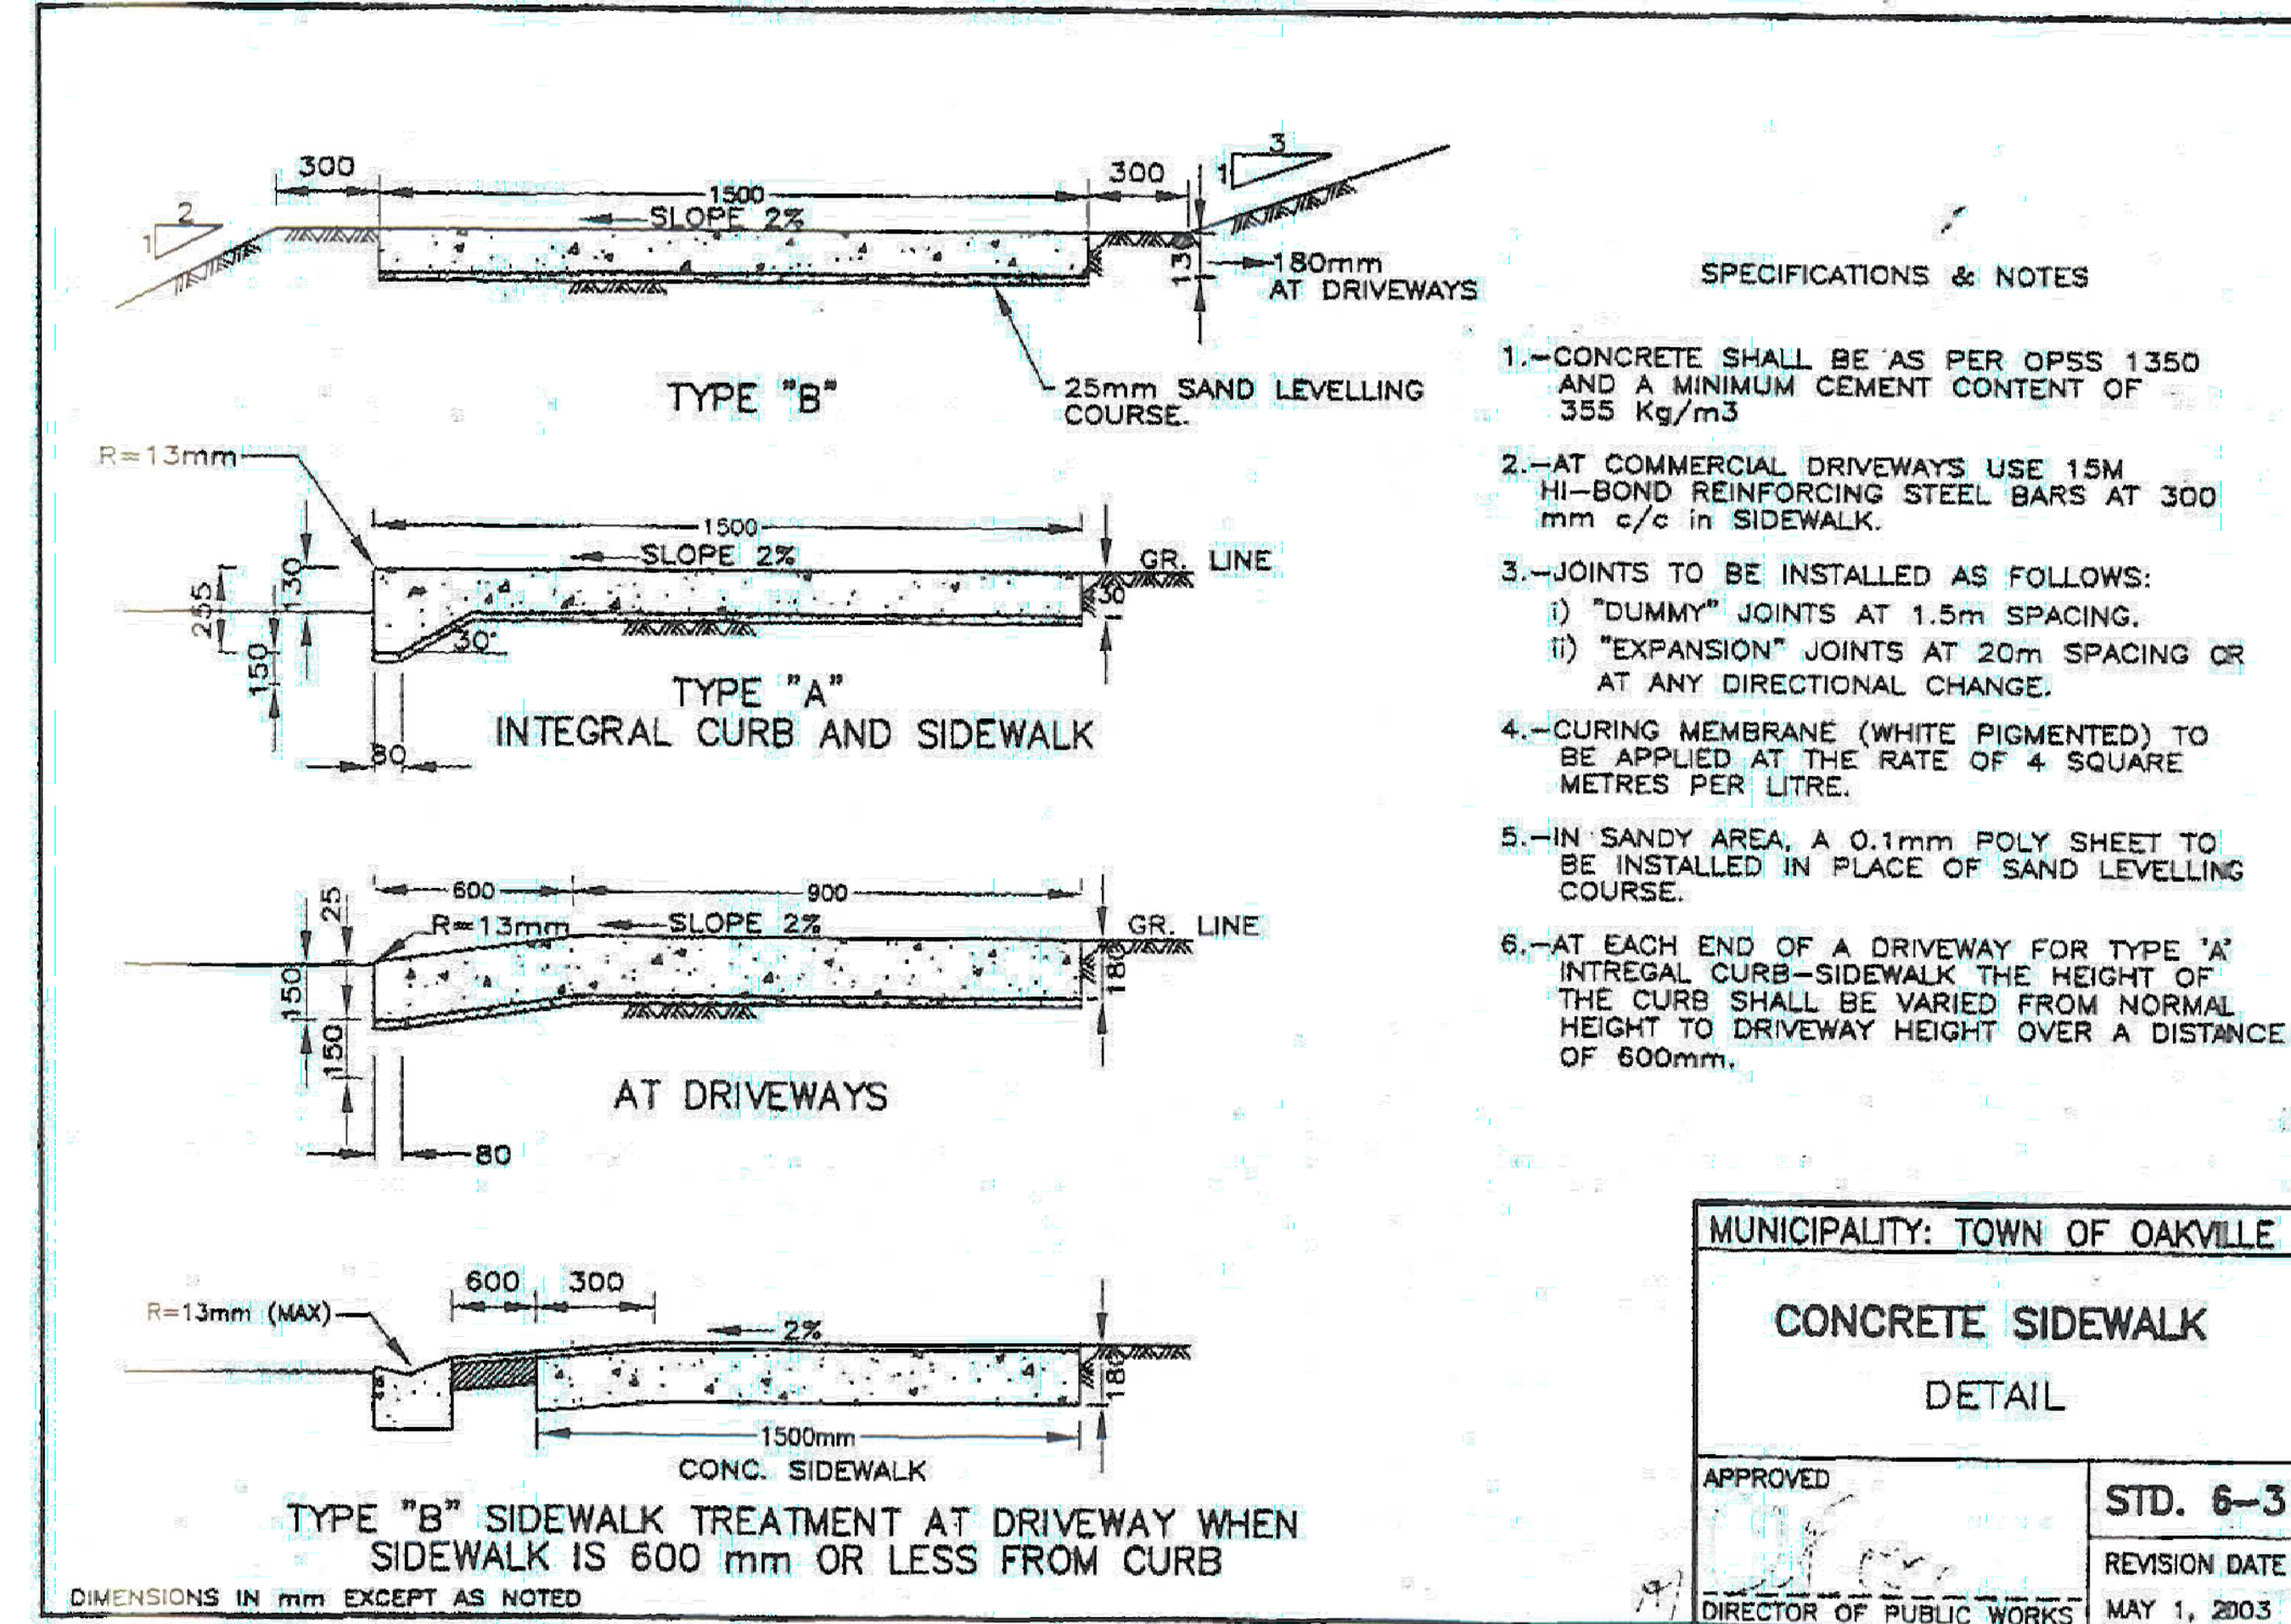 300
1500
300
3
1
2
1
SLOPE 2%
13
180mm
AT DRIVEWAYS
TYPE "B"
25mm SAND LEVELLING
COURSE.
R=13mm
1500
SLOPE 2%
GR. LINE
130
255
130
150
30°
80
TYPE "A"
INTEGRAL CURB AND SIDEWALK
600
900
25
R=13mm
SLOPE 2%
GR. LINE
150
180
150
80
AT DRIVEWAYS
600
300
R=13mm (MAX)
2%
180
1500mm
CONC. SIDEWALK
TYPE "B" SIDEWALK TREATMENT AT DRIVEWAY WHEN
SIDEWALK IS 600 mm OR LESS FROM CURB
DIMENSIONS IN mm EXCEPT AS NOTED
SPECIFICATIONS & NOTES
1.-CONCRETE SHALL BE AS PER OPSS 1350
AND A MINIMUM CEMENT CONTENT OF
355 Kg/m3
2.-AT COMMERCIAL DRIVEWAYS USE 15M
HI-BOND REINFORCING STEEL BARS AT 300
mm c/c in SIDEWALK.
3.-JOINTS TO BE INSTALLED AS FOLLOWS:
i) "DUMMY" JOINTS AT 1.5m SPACING.
ii) "EXPANSION" JOINTS AT 20m SPACING OR
AT ANY DIRECTIONAL CHANGE.
4.-CURING MEMBRANE (WHITE PIGMENTED) TO
BE APPLIED AT THE RATE OF 4 SQUARE
METRES PER LITRE.
5.-IN SANDY AREA, A 0.1mm POLY SHEET TO
BE INSTALLED IN PLACE OF SAND LEVELLING
COURSE.
6.-AT EACH END OF A DRIVEWAY FOR TYPE 'A'
INTREGAL CURB-SIDEWALK THE HEIGHT OF
THE CURB SHALL BE VARIED FROM NORMAL
HEIGHT TO DRIVEWAY HEIGHT OVER A DISTANCE
OF 600mm.
MUNICIPALITY: TOWN OF OAKVILLE
CONCRETE SIDEWALK
DETAIL
APPROVED
DIRECTOR OF PUBLIC WORKS
STD. 6-3
REVISION DATE
MAY 1, 2003